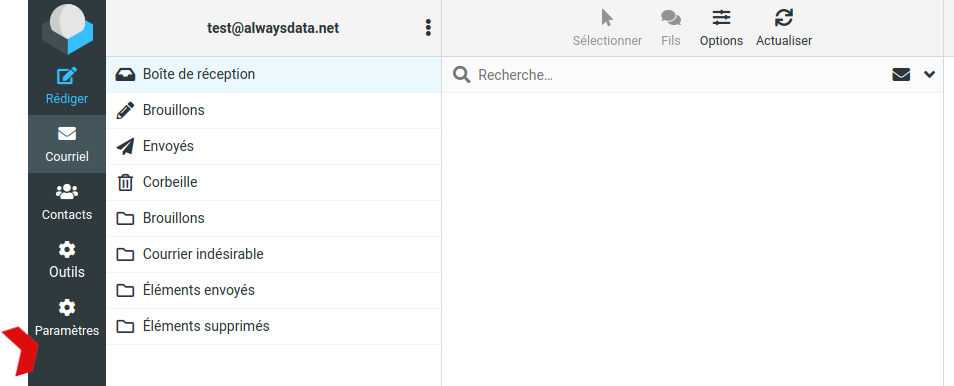 test@alwaysdata.net
Rédiger
Courriel
Contacts
Outils
Paramètres
Boîte de réception
Brouillons
Envoyés
Corbeille
Brouillons
Courrier indésirable
Éléments envoyés
Éléments supprimés
Sélectionner
Fils
Options
Actualiser
Recherche…